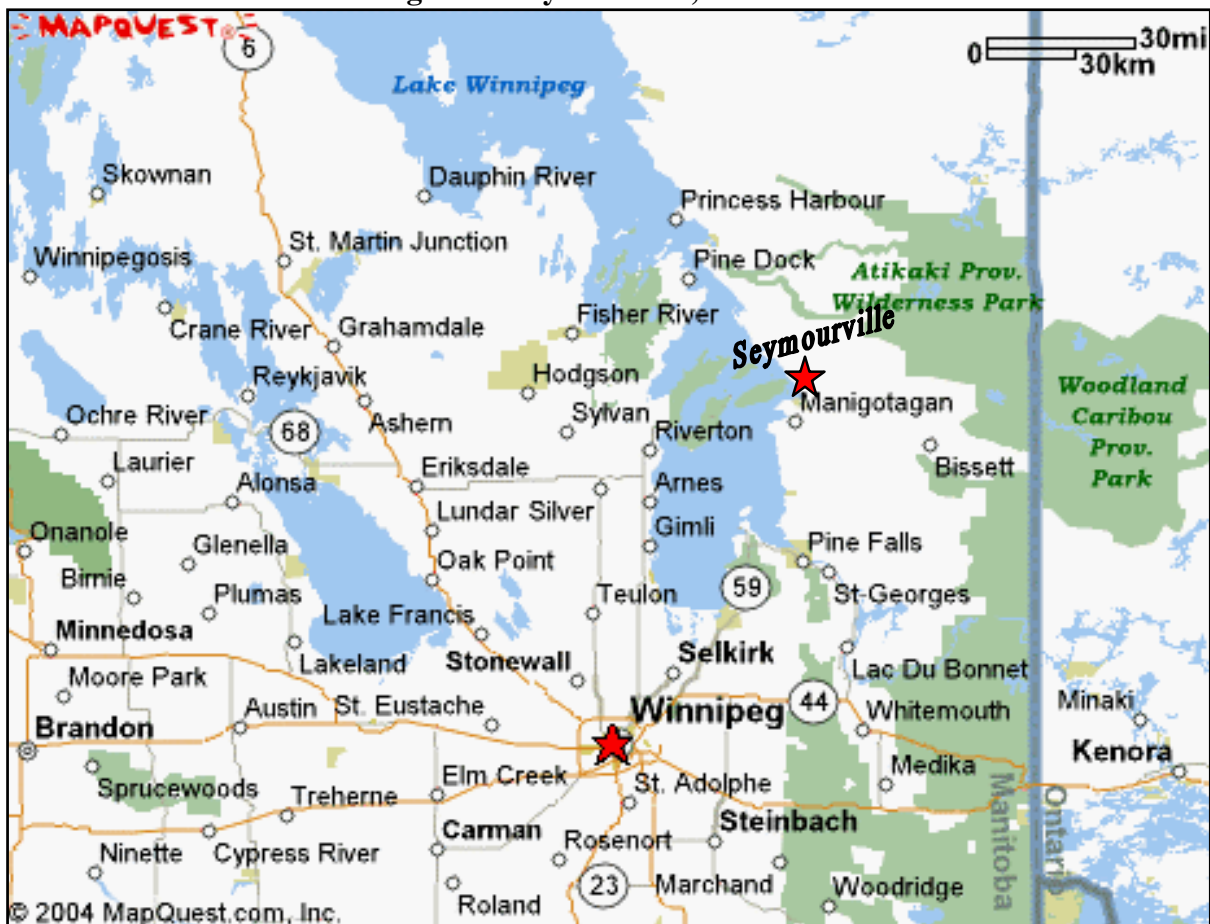 MAPQUEST
6
0 30mi
30km
Lake Winnipeg
Skownan
Dauphin River
Princess Harbour
Winnipegosis
St. Martin Junction
Pine Dock
Atikaki Prov.
Wilderness Park
Crane River
Grahamdale
Fisher River
Seymourville
Reykjavik
Hodgson
Woodland
Caribou
Prov.
Park
Manigotagan
Ochre River
68
Ashern
Sylvan
Riverton
Laurier
Eriksdale
Bissett
Alonsa
Arnes
Onanole
Glenella
Lundar Silver
Gimli
Birnie
Oak Point
Pine Falls
Plumas
Lake Francis
Teulon
59
St-Georges
Minnedosa
Lakeland
Stonewall
Selkirk
Lac Du Bonnet
Moore Park
Austin
St. Eustache
Winnipeg
44
Whitemouth
Minaki
Brandon
Kenora
Sprucewoods
Elm Creek
St. Adolphe
Medika
Treherne
Manitoba
Ontario
Carman
Steinbach
Ninette
Cypress River
Rosenort
Roland
23
Marchand
Woodridge
© 2004 MapQuest.com, Inc.